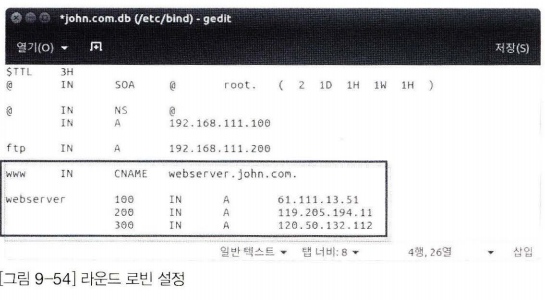 *john.com.db (/etc/bind) - gedit
열기(O) 저장(S)
$TTL 3H
@ IN SOA @ root. ( 2 1D 1H 1W 1H )
@ IN NS @
IN A 192.168.111.100
ftp IN A 192.168.111.200
www IN CNAME webserver.john.com.
webserver 100 IN A 61.111.13.51
200 IN A 119.205.194.11
300 IN A 120.50.132.112
일반 텍스트 탭 너비: 8 4행, 26열 삽입
[그림 9-54] 라운드 로빈 설정